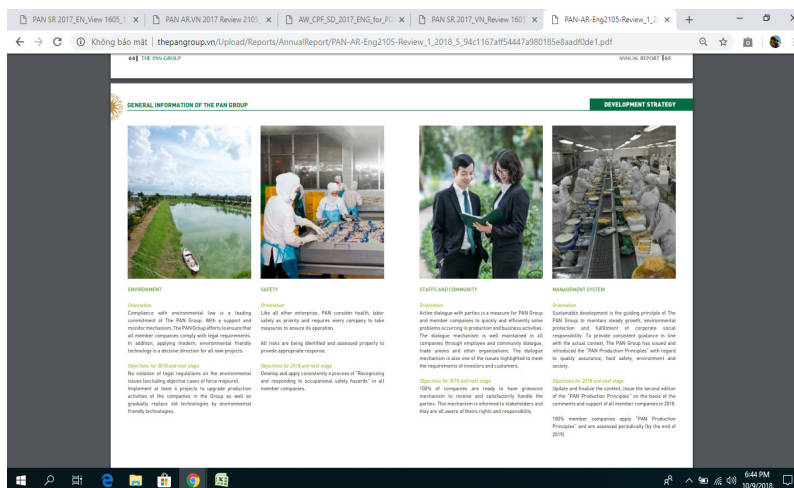 PAN SR 2017_EN_View 1605_1
PAN AR.VN 2017 Review 2105_
AW_CPF_SD_2017_ENG_for_PD
PAN SR 2017_VN_Review 1605
PAN-AR-Eng2105-Review_1_2
Không bảo mật | thepangroup.vn/Upload/Reports/AnnualReport/PAN-AR-Eng2105-Review_1_2018_5_94c1167aff54447a980185e8aadf0de1.pdf
64 | THE PAN GROUP
ANNUAL REPORT | 65
GENERAL INFORMATION OF THE PAN GROUP
DEVELOPMENT STRATEGY
ENVIRONMENT
Orientation
Compliance with environmental law is a leading
commitment of The PAN Group. With a support and
monitor mechanism, The PAN Group efforts to ensure that
all member companies comply with legal requirements.
In addition, applying modern, environmental friendly
technology is a decisive direction for all new projects.
Objectives for 2018 and next stage
No violation of legal regulations on the environmental
issues (excluding objective cases of force majeure).
Implement at least 4 projects to upgrade production
activities of the companies in the Group as well as
gradually replace old technologies by environmental
friendly technologies.
SAFETY
Orientation
Like all other enterprise, PAN consider health, labor
safety as priority and requires every company to take
measures to ensure its operation.
All risks are being identified and assessed properly to
provide appropriate response.
Objectives for 2018 and next stage
Develop and apply consistently a process of "Recognizing
and responding to occupational safety hazards" in all
member companies.
STAFFS AND COMMUNITY
Orientation
Active dialogue with parties is a measure for PAN Group
and member companies to quickly and efficiently solve
problems occurring in production and business activities.
The dialogue mechanism is well maintained in all
companies through employee and community dialogue,
trade unions and other organizations. The dialogue
mechanism is also one of the issues highlighted to meet
the requirements of investors and customers.
Objectives for 2018 and next stage
100% of companies are ready to have grievance
mechanism to receive and satisfactorily handle the
parties. This mechanism is informed to stakeholders and
they are all aware of theirs rights and responsibility
MANAGEMENT SYSTEM
Orientation
Sustainable development is the guiding principle of The
PAN Group to maintain steady growth, environmental
protection and fulfillment of corporate social
responsibility. To provide consistent guidance in line
with the actual context, The PAN Group has issued and
introduced the "PAN Production Principles" with regard
to quality assurance, food safety, environment and
society.
Objectives for 2018 and next stage
Update and finalize the content, issue the second edition
of the "PAN Production Principles" on the basis of the
comments and support of all member companies in 2018.
100% member companies apply "PAN Production
Principles" and are assessed periodically (by the end of
2019).
6:44 PM
10/9/2018